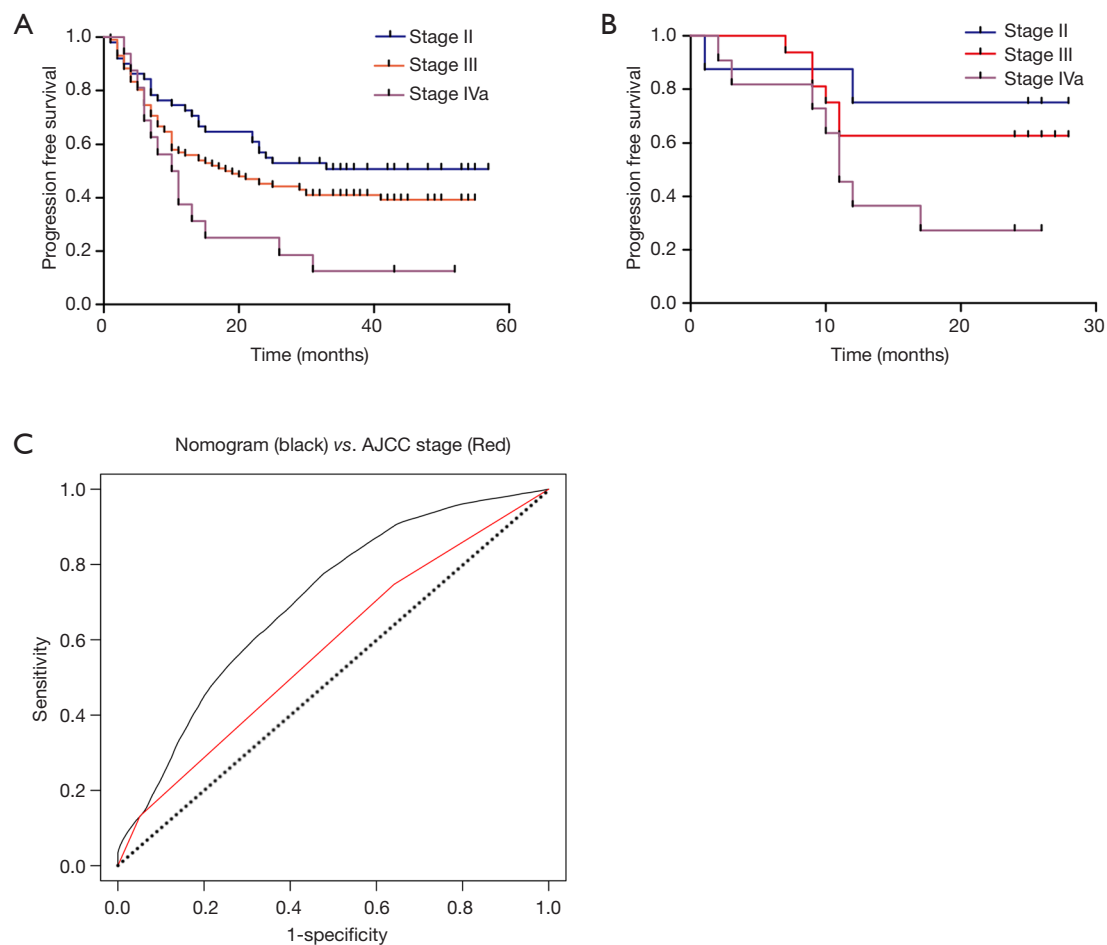 A
Stage II
Stage III
Stage IVa
Progression free survival
1.0
0.8
0.6
0.4
0.2
0.0
0 20 40 60
Time (months)
B
Stage II
Stage III
Stage IVa
Progression free survival
1.0
0.8
0.6
0.4
0.2
0.0
0 10 20 30
Time (months)
C
Nomogram (black) vs. AJCC stage (Red)
Sensitivity
1.0
0.8
0.6
0.4
0.2
0.0
0.0 0.2 0.4 0.6 0.8 1.0
1-specificity